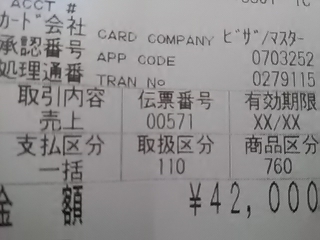 ACCT #
カード会社 CARD COMPANY ビザ/マスター
承認番号 APP CODE 0703252
処理通番 TRAN No 0279115
取引内容 伝票番号 有効期限
売上 00571 XX/XX
支払区分 取扱区分 商品区分
一括 110 760
金 額 ¥42,000